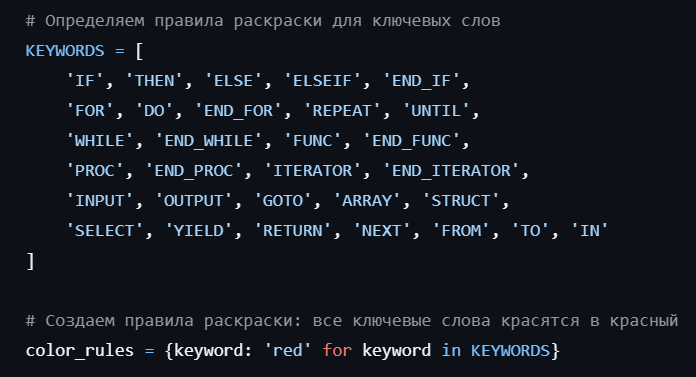 # Определяем правила раскраски для ключевых слов
KEYWORDS = [
    'IF', 'THEN', 'ELSE', 'ELSEIF', 'END_IF',
    'FOR', 'DO', 'END_FOR', 'REPEAT', 'UNTIL',
    'WHILE', 'END_WHILE', 'FUNC', 'END_FUNC',
    'PROC', 'END_PROC', 'ITERATOR', 'END_ITERATOR',
    'INPUT', 'OUTPUT', 'GOTO', 'ARRAY', 'STRUCT',
    'SELECT', 'YIELD', 'RETURN', 'NEXT', 'FROM', 'TO', 'IN'
]
# Создаем правила раскраски: все ключевые слова красятся в красный
color_rules = {keyword: 'red' for keyword in KEYWORDS}